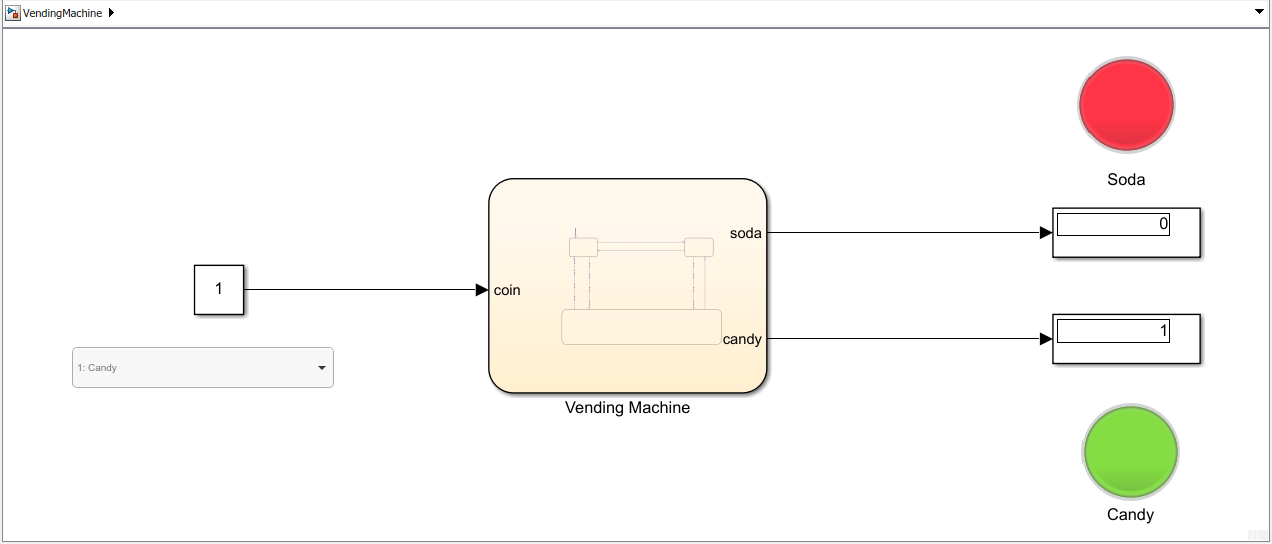 VendingMachine
Soda
soda
0
1
coin
1: Candy
candy
1
Vending Machine
Candy